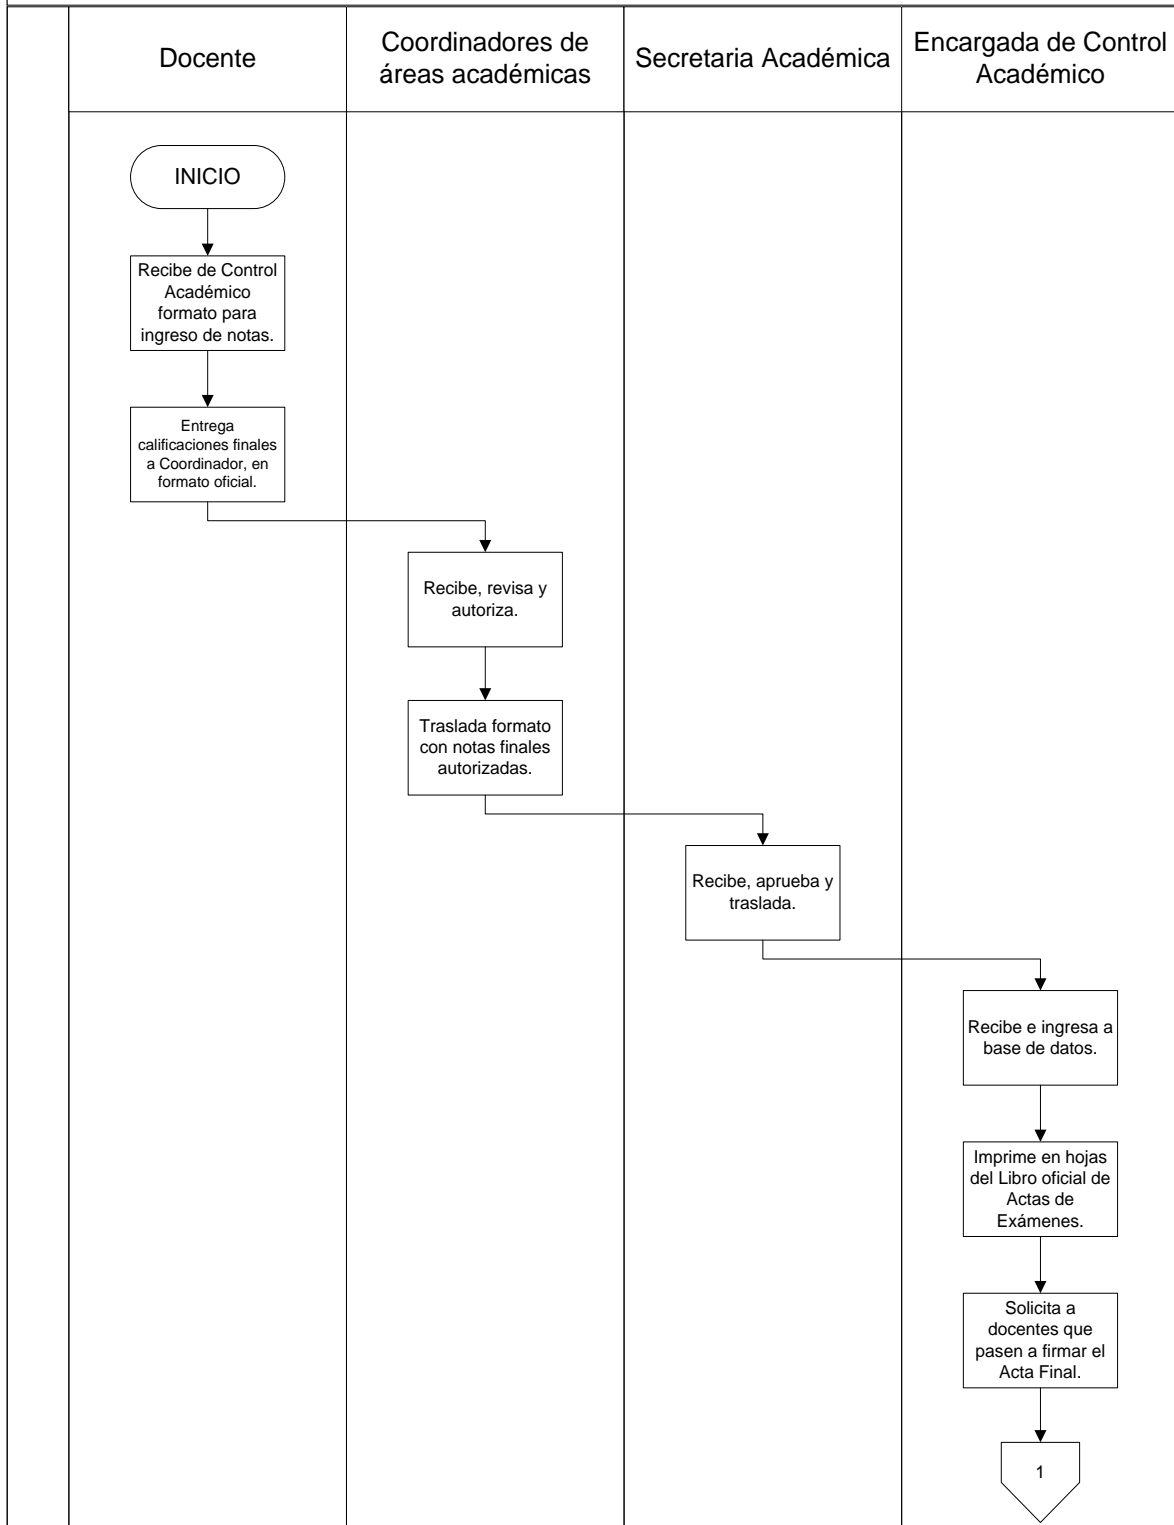 Docente
Coordinadores de
áreas académicas
Secretaria Académica
Encargada de Control
Académico
INICIO
Recibe de Control
Académico
formato para
ingreso de notas.
Entrega
calificaciones finales
a Coordinador, en
formato oficial.
Recibe, revisa y
autoriza.
Traslada formato
con notas finales
autorizadas.
Recibe, aprueba y
traslada.
Recibe e ingresa a
base de datos.
Imprime en hojas
del Libro oficial de
Actas de
Exámenes.
Solicita a
docentes que
pasen a firmar el
Acta Final.
1